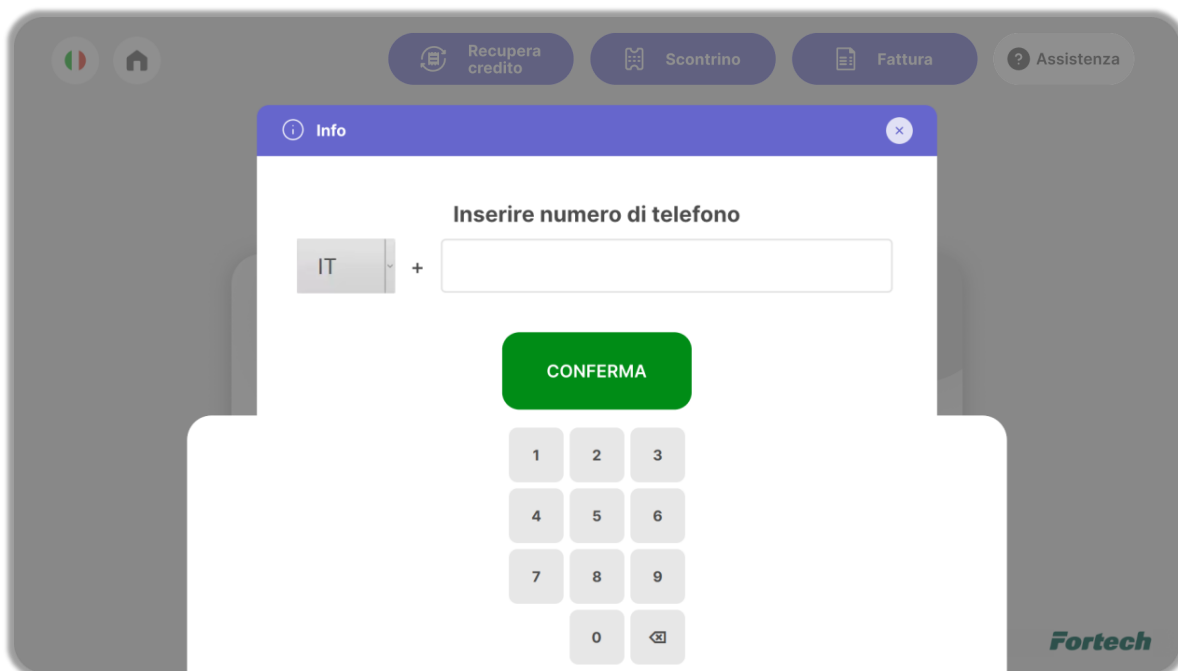 Recupera
credito
Scontrino
Fattura
? Assistenza
Info
Inserire numero di telefono
IT +
CONFERMA
1 2 3
4 5 6
7 8 9
0
Fortech